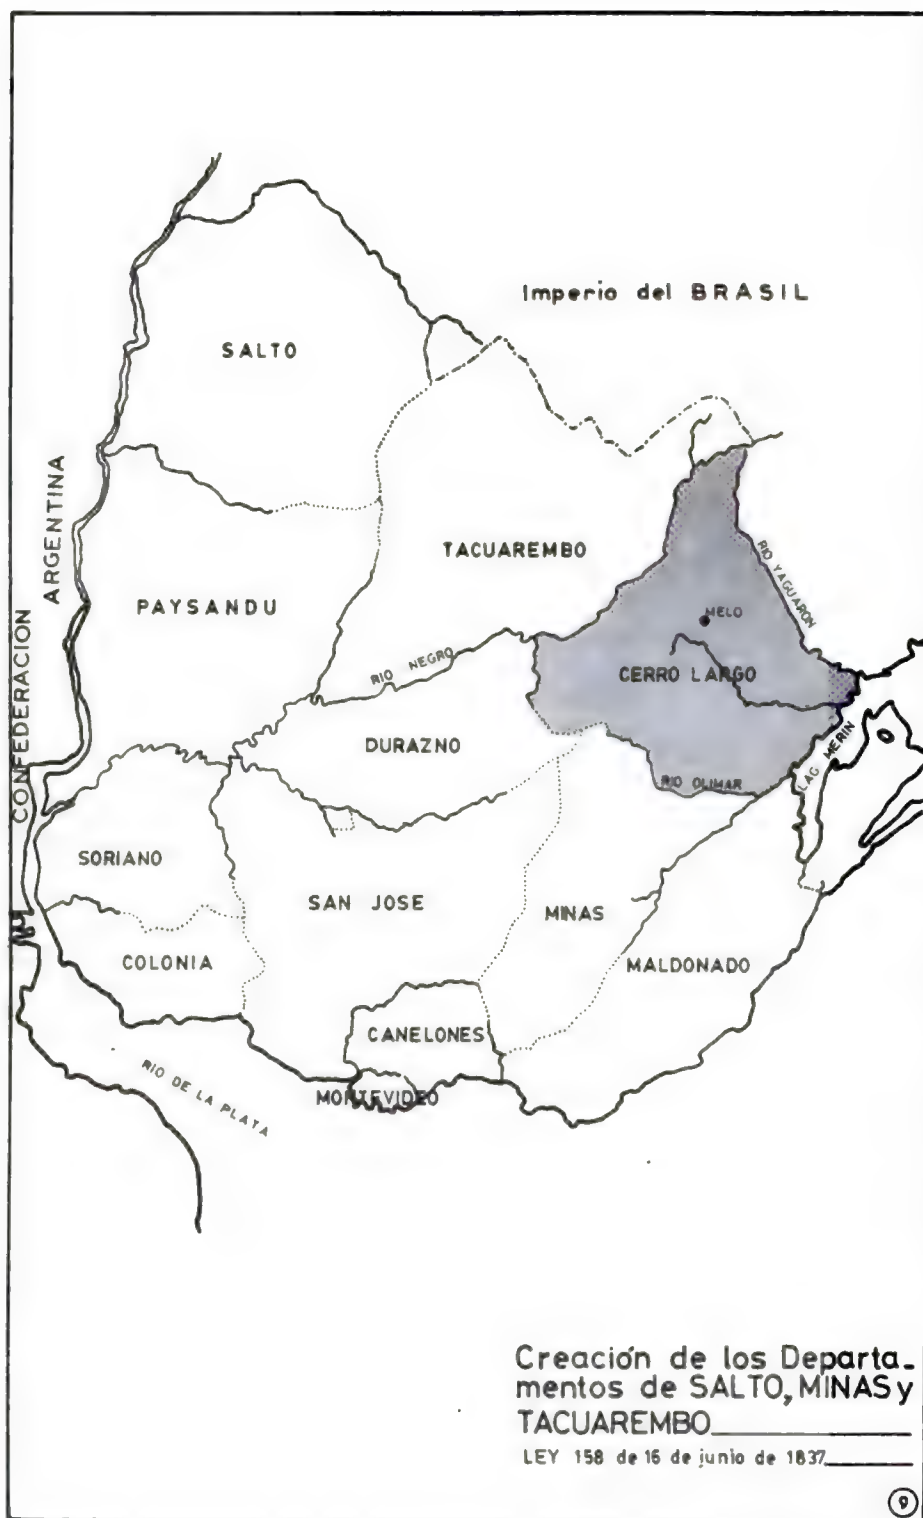 Imperio del BRASIL
SALTO
CONFEDERACION ARGENTINA
TACUAREMBO
RIO YAGUARON
PAYSANDU
MELO
RIO NEGRO
CERRO LARGO
DURAZNO
LAG MERIN
RIO OLIMAR
SORIANO
SAN JOSE
MINAS
COLONIA
MALDONADO
CANELONES
RIO DE LA PLATA
MONTEVIDEO
Creación de los Departa-
mentos de SALTO, MINAS y
TACUAREMBO
LEY 158 de 16 de junio de 1837
9